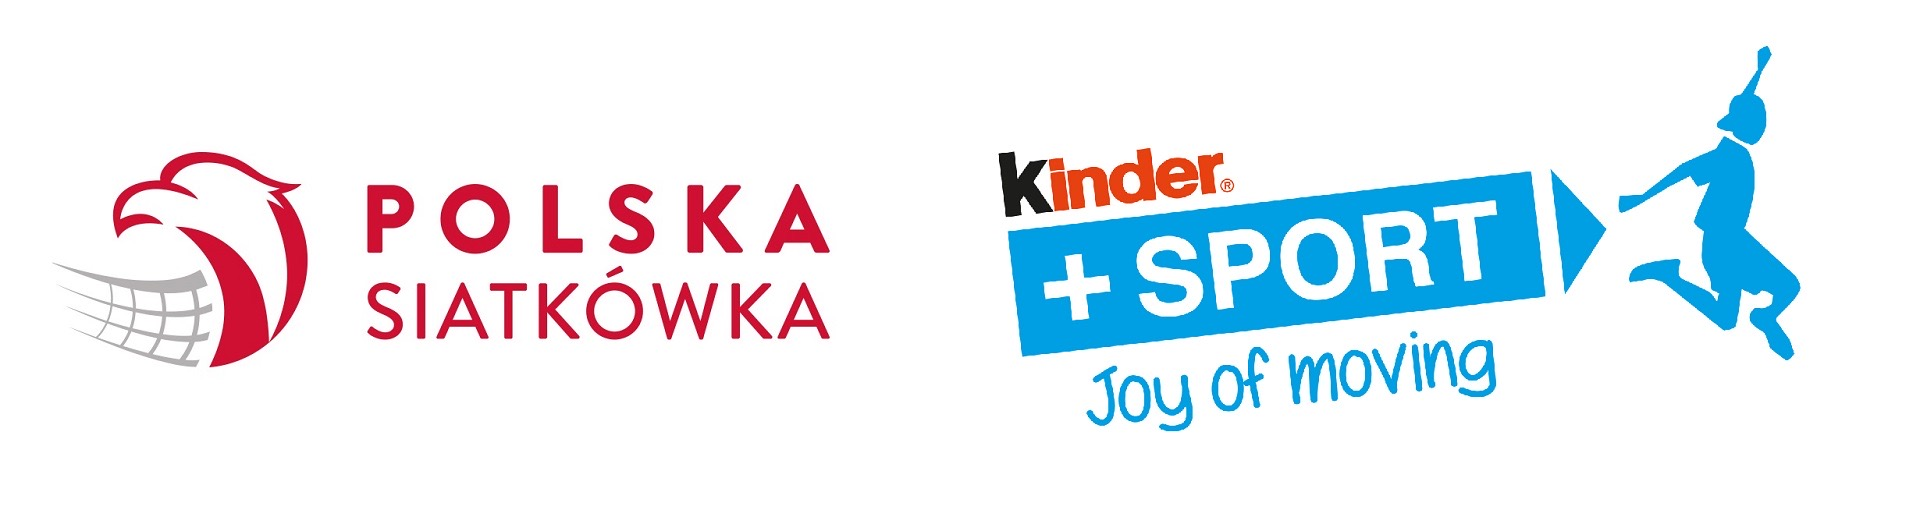 POLSKA
SIATKÓWKA
kinder®
+SPORT
Joy of moving